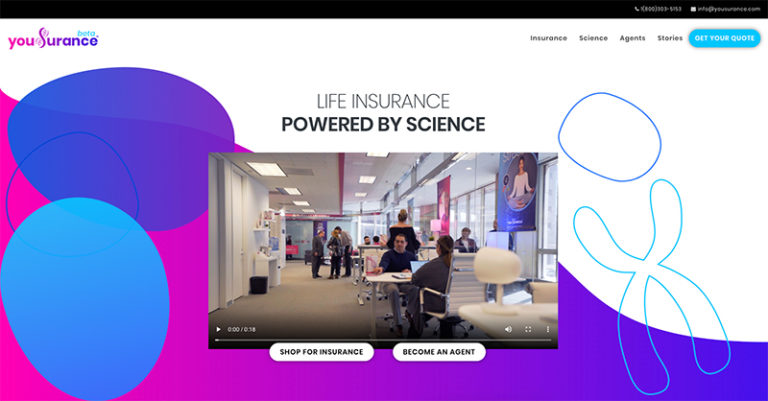 1(800)303-5153 info@yousurance.com
beta
yousurance
Insurance Science Agents Stories GET YOUR QUOTE
LIFE INSURANCE
POWERED BY SCIENCE
0:00 / 0:18
SHOP FOR INSURANCE BECOME AN AGENT